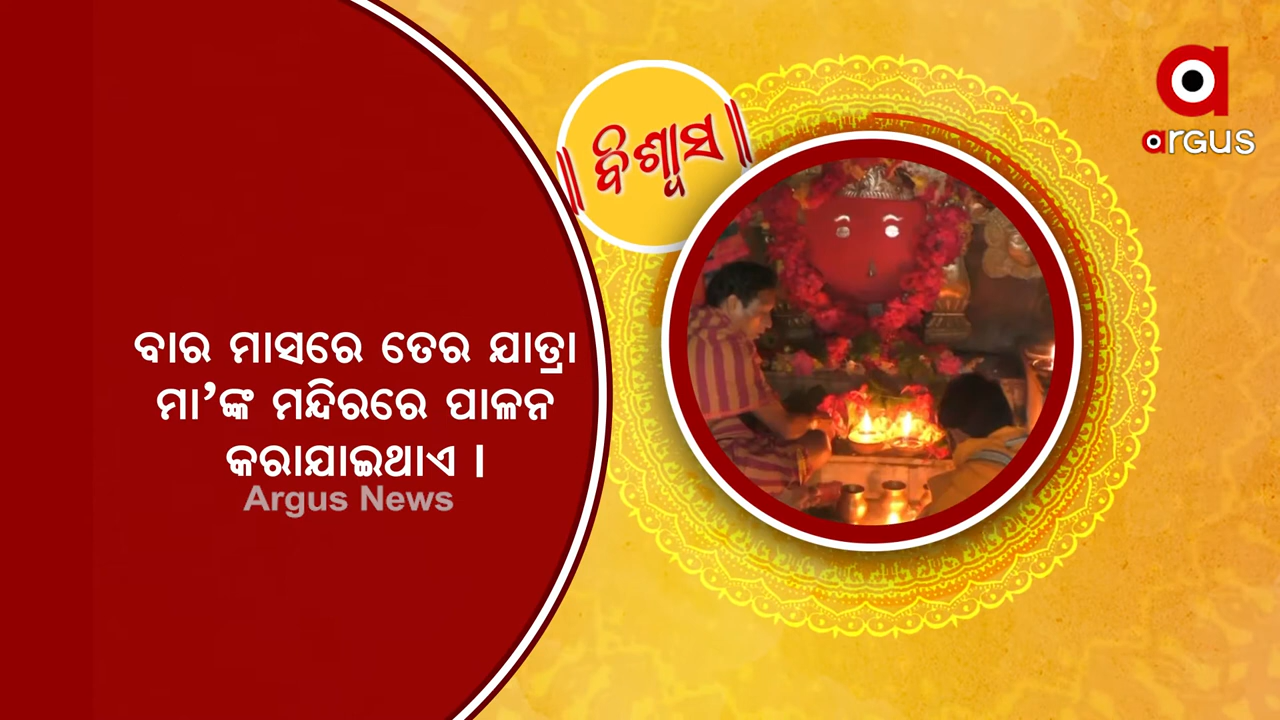 ॥ ବିଶ୍ୱାସ ॥
argus
ବାର ମାସରେ ତେର ଯାତ୍ରା
ମା’ଙ୍କ ମନ୍ଦିରରେ ପାଳନ
କରାଯାଇଥାଏ ।
Argus News